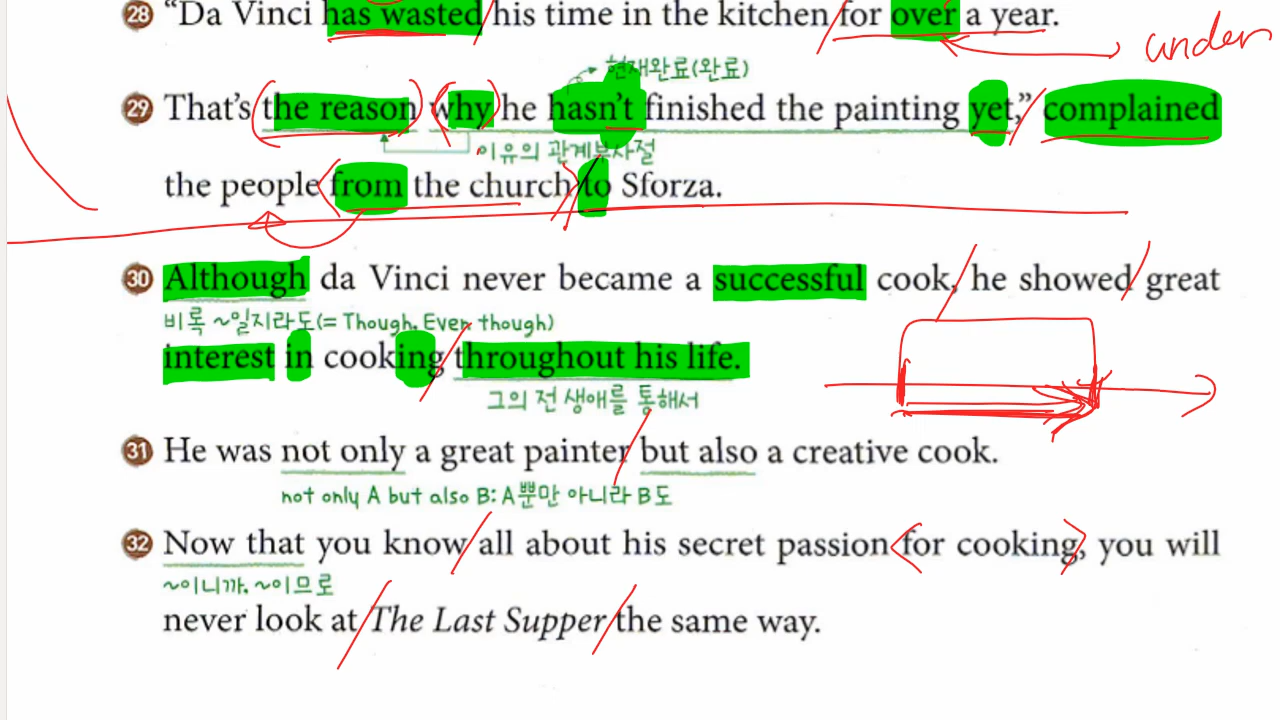 28 “Da Vinci has wasted his time in the kitchen for over a year.
under
현재완료(완료)
29 That’s the reason why he hasn’t finished the painting yet,” complained
이유의 관계부사절
the people from the church to Sforza.
30 Although da Vinci never became a successful cook, he showed great
비록 ~일지라도(= Though, Even though)
interest in cooking throughout his life.
그의 전 생애를 통해서
31 He was not only a great painter but also a creative cook.
not only A but also B: A뿐만 아니라 B도
32 Now that you know all about his secret passion for cooking, you will
~이니까, ~이므로
never look at The Last Supper the same way.